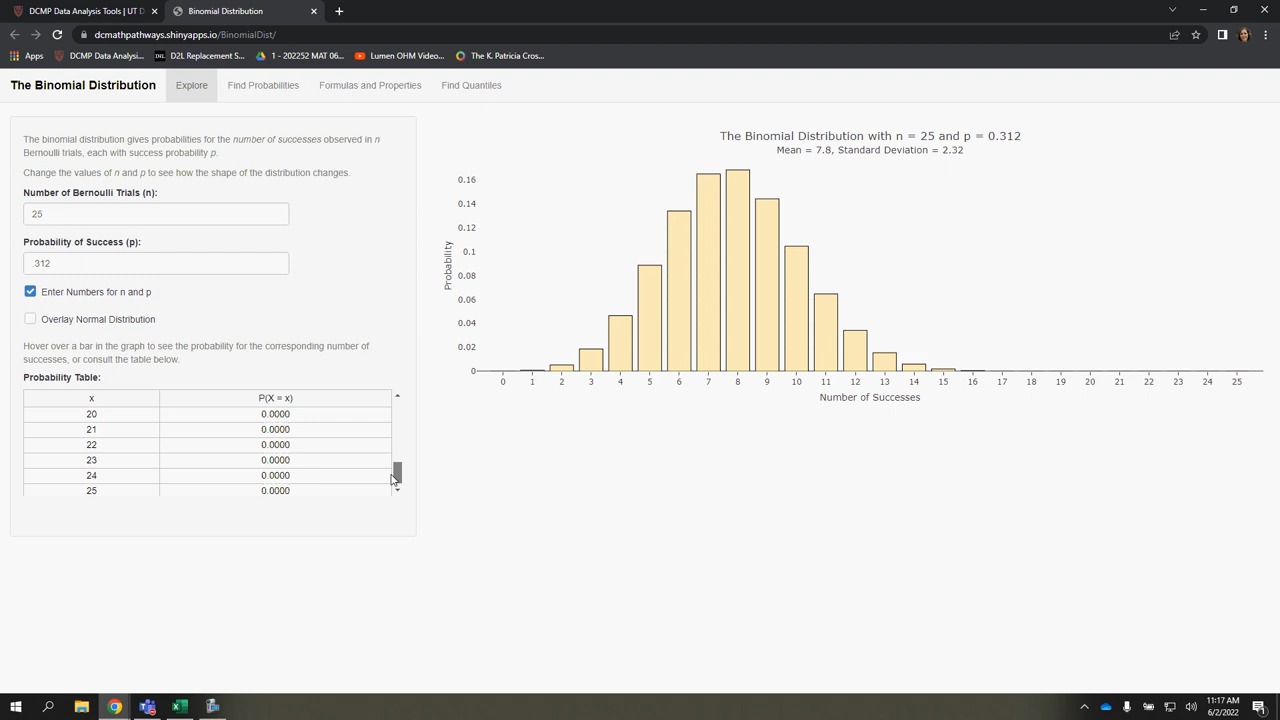 DCMP Data Analysis Tools | UT D
Binomial Distribution
dcmathpathways.shinyapps.io/BinomialDist/
Apps
DCMP Data Analysi...
D2L Replacement S...
1 - 202252 MAT 06...
Lumen OHM Video...
The K. Patricia Cros...
The Binomial Distribution
Explore
Find Probabilities
Formulas and Properties
Find Quantiles
The binomial distribution gives probabilities for the number of successes observed in n
Bernoulli trials, each with success probability p.
Change the values of n and p to see how the shape of the distribution changes.
Number of Bernoulli Trials (n):
25
Probability of Success (p):
.312
Enter Numbers for n and p
Overlay Normal Distribution
Hover over a bar in the graph to see the probability for the corresponding number of
successes, or consult the table below.
Probability Table:
x P(X = x)
20 0.0000
21 0.0000
22 0.0000
23 0.0000
24 0.0000
25 0.0000
The Binomial Distribution with n = 25 and p = 0.312
Mean = 7.8, Standard Deviation = 2.32
Probability
0.16
0.14
0.12
0.1
0.08
0.06
0.04
0.02
0
0 1 2 3 4 5 6 7 8 9 10 11 12 13 14 15 16 17 18 19 20 21 22 23 24 25
Number of Successes
11:17 AM
6/2/2022